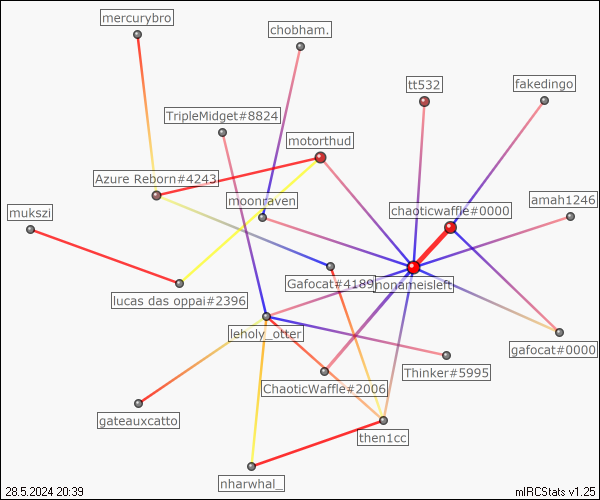 mercurybro
chobham.
tt532
fakedingo
TripleMidget#8824
motorthud
Azure Reborn#4243
moonraven
amah1246
chaoticwaffle#0000
mukszi
Gafocat#4189
nonameisleft
lucas das oppai#2396
leholy_otter
gafocat#0000
Thinker#5995
ChaoticWaffle#2006
gateauxcatto
then1cc
nharwhal_
28.5.2024 20:39
mIRCStats v1.25